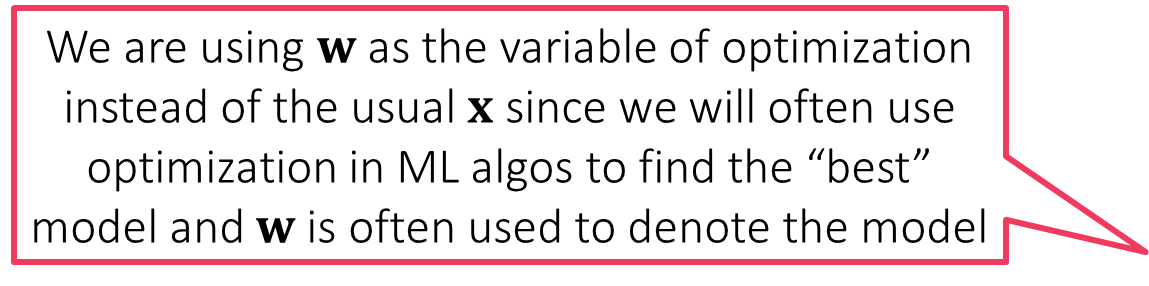 We are using w as the variable of optimization
instead of the usual x since we will often use
optimization in ML algos to find the “best”
model and w is often used to denote the model